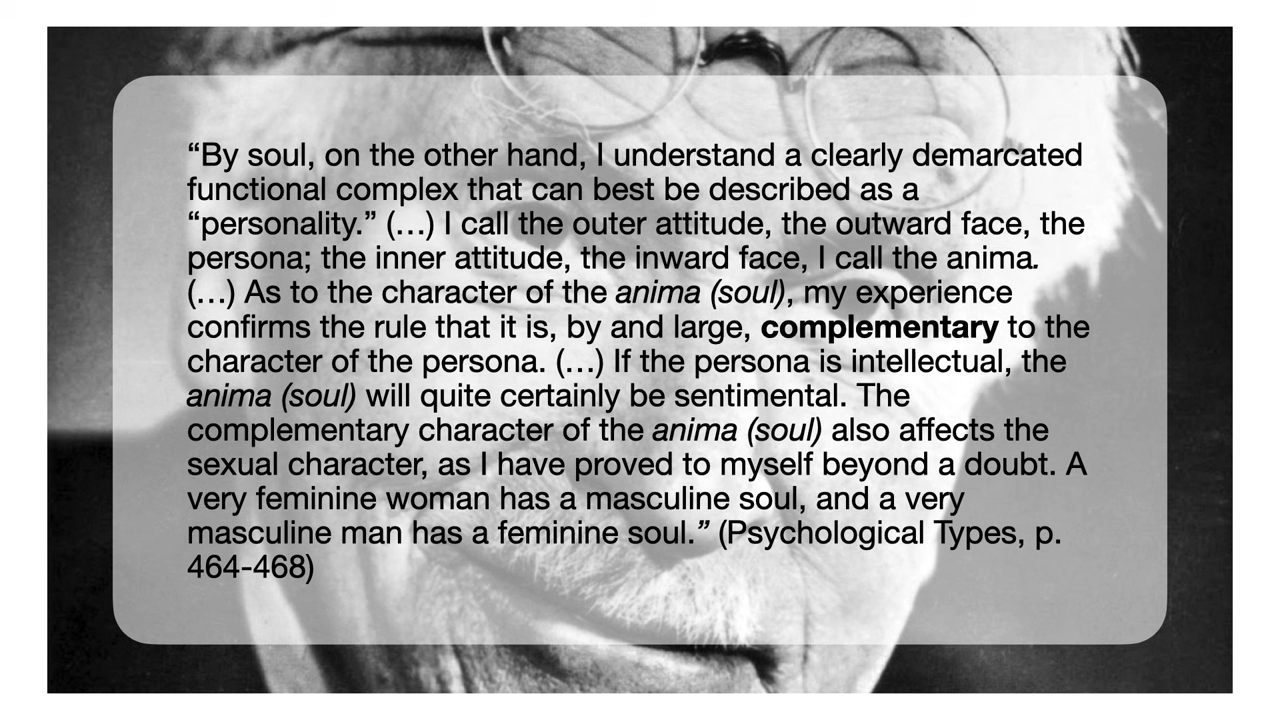 “By soul, on the other hand, I understand a clearly demarcated
functional complex that can best be described as a
“personality.” (…) I call the outer attitude, the outward face, the
persona; the inner attitude, the inward face, I call the anima.
(…) As to the character of the anima (soul), my experience
confirms the rule that it is, by and large, complementary to the
character of the persona. (…) If the persona is intellectual, the
anima (soul) will quite certainly be sentimental. The
complementary character of the anima (soul) also affects the
sexual character, as I have proved to myself beyond a doubt. A
very feminine woman has a masculine soul, and a very
masculine man has a feminine soul.” (Psychological Types, p.
464-468)